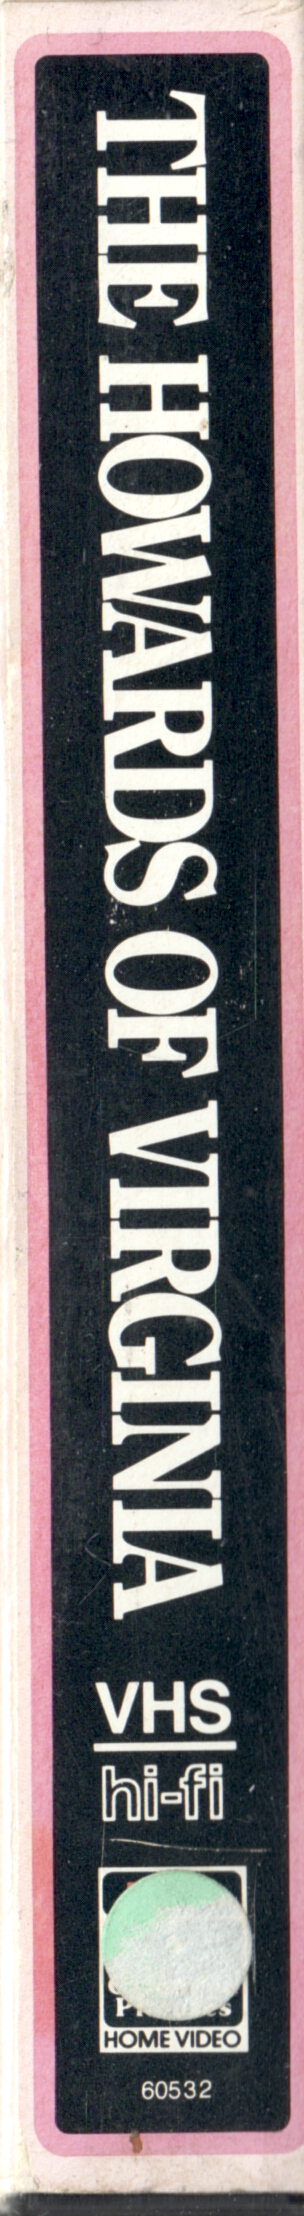 THE HOWARDS OF VIRGINIA
VHS
hi-fi
HOME VIDEO
60532